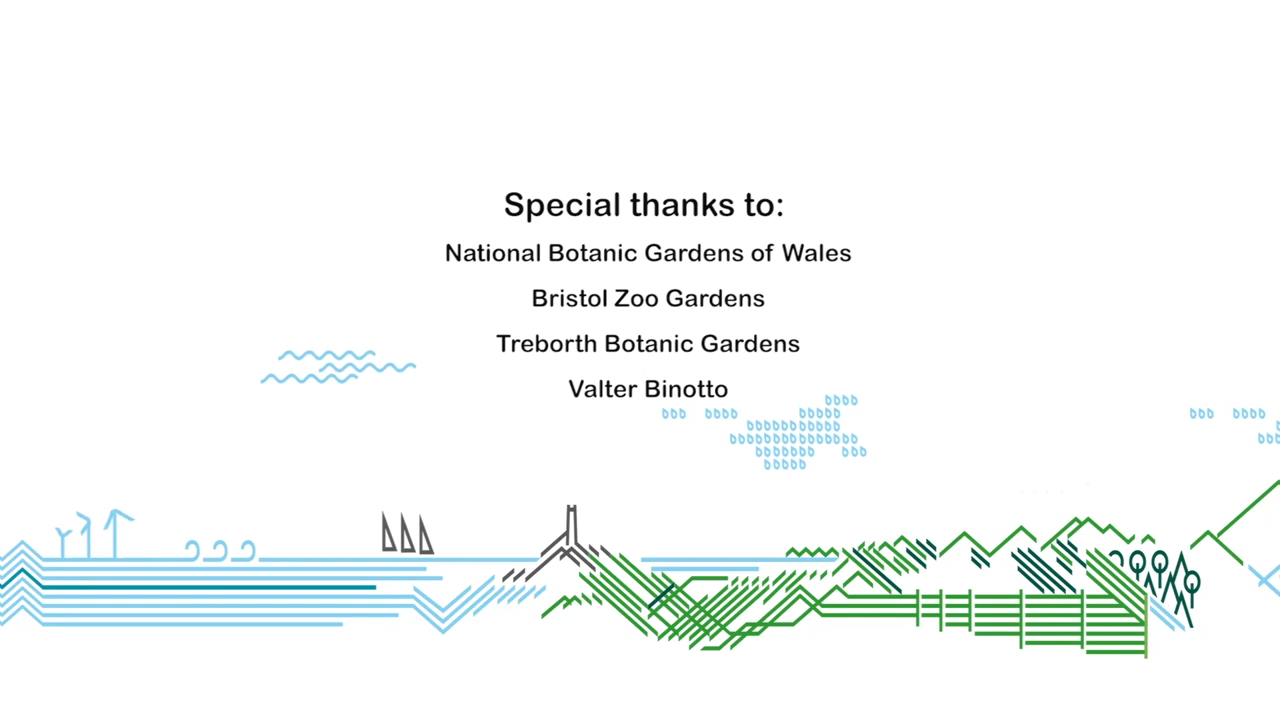 Special thanks to:
National Botanic Gardens of Wales
Bristol Zoo Gardens
Treborth Botanic Gardens
Valter Binotto